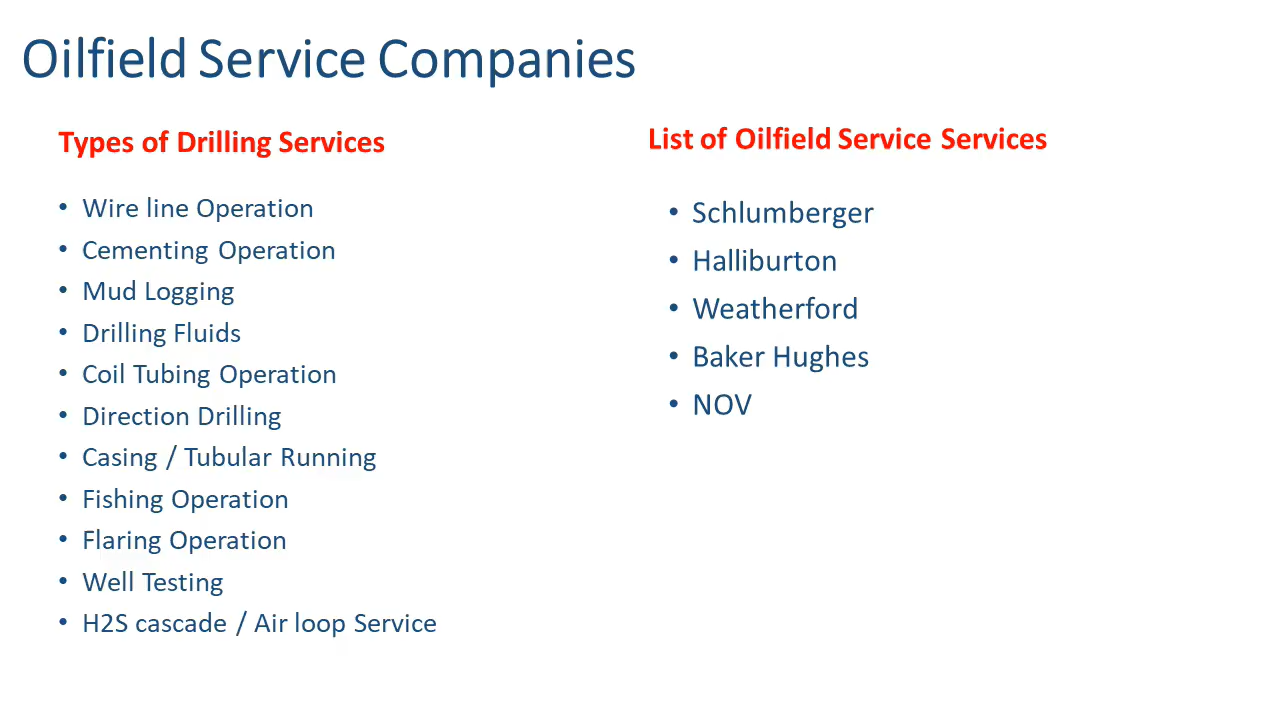 Oilfield Service Companies
Types of Drilling Services
• Wire line Operation
• Cementing Operation
• Mud Logging
• Drilling Fluids
• Coil Tubing Operation
• Direction Drilling
• Casing / Tubular Running
• Fishing Operation
• Flaring Operation
• Well Testing
• H2S cascade / Air loop Service
List of Oilfield Service Services
• Schlumberger
• Halliburton
• Weatherford
• Baker Hughes
• NOV